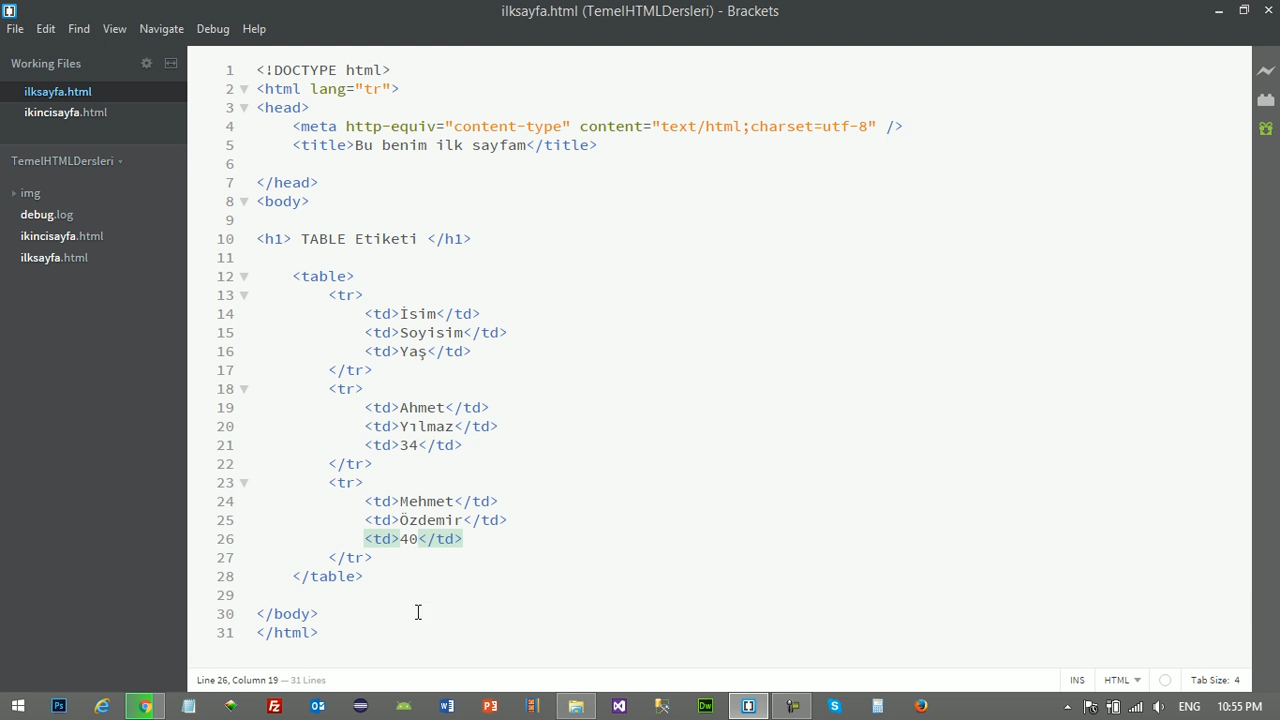 ilksayfa.html (TemelHTMLDersleri) - Brackets
File Edit Find View Navigate Debug Help
Working Files
ilksayfa.html
ikincisayfa.html
TemelHTMLDersleri
img
debug.log
ikincisayfa.html
ilksayfa.html
1 <!DOCTYPE html>
2 <html lang="tr">
3 <head>
4 <meta http-equiv="content-type" content="text/html;charset=utf-8" />
5 <title>Bu benim ilk sayfam</title>
6
7 </head>
8 <body>
9
10 <h1> TABLE Etiketi </h1>
11
12 <table>
13 <tr>
14 <td>İsim</td>
15 <td>Soyisim</td>
16 <td>Yaş</td>
17 </tr>
18 <tr>
19 <td>Ahmet</td>
20 <td>Yılmaz</td>
21 <td>34</td>
22 </tr>
23 <tr>
24 <td>Mehmet</td>
25 <td>Özdemir</td>
26 <td>40</td>
27 </tr>
28 </table>
29
30 </body>
31 </html>
Line 26, Column 19 — 31 Lines
INS HTML Tab Size: 4
Ps Dw ENG 10:55 PM